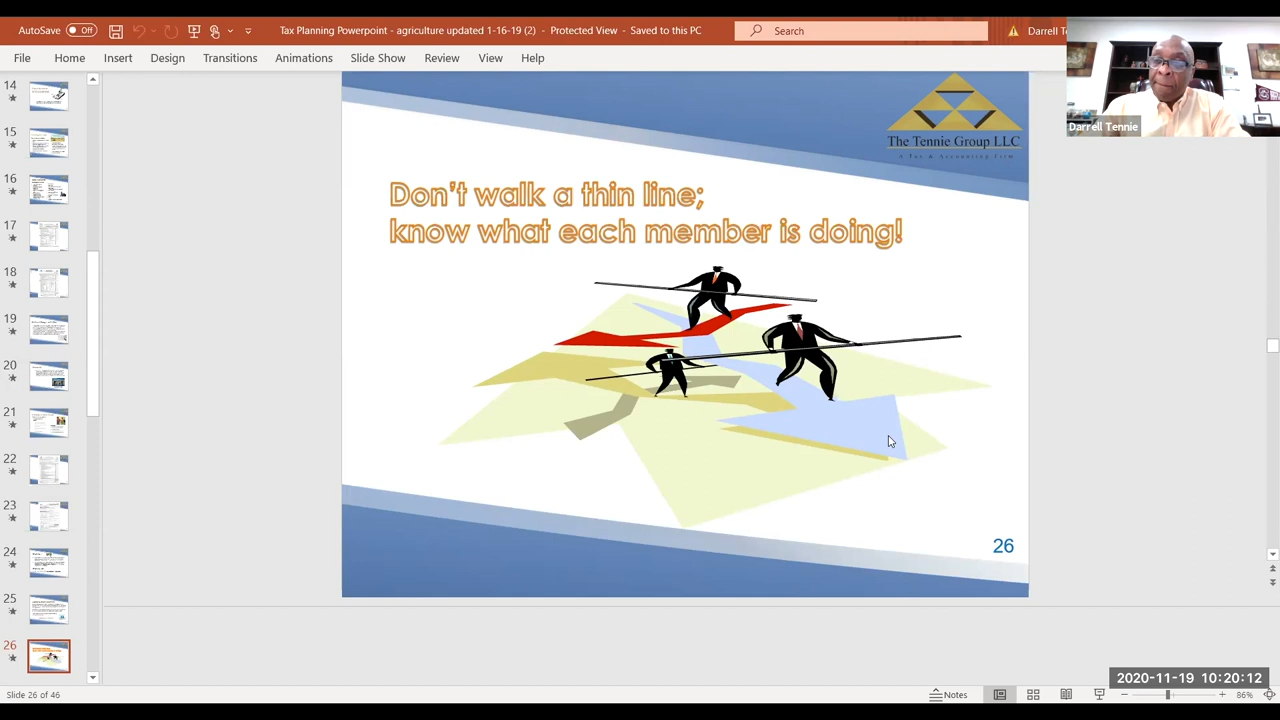 AutoSave Off
Tax Planning Powerpoint - agriculture updated 1-16-19 (2) - Protected View - Saved to this PC
Search
Darrell Te
File Home Insert Design Transitions Animations Slide Show Review View Help
14
15
16
17
18
19
20
21
22
23
24
25
26
The Tennie Group LLC
A Tax & Accounting Firm
Don't walk a thin line;
know what each member is doing!
26
Darrell Tennie
2020-11-19 10:20:12
Slide 26 of 46
Notes
86%